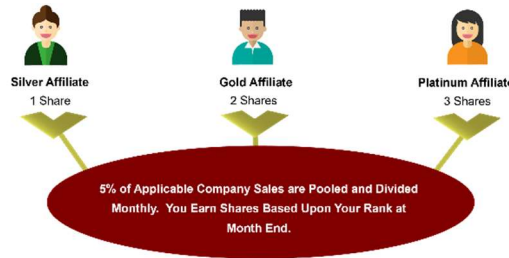 Silver Affiliate
Gold Affiliate
Platinum Affiliate
1 Share
2 Shares
3 Shares
5% of Applicable Company Sales are Pooled and Divided
Monthly. You Earn Shares Based Upon Your Rank at
Month End.